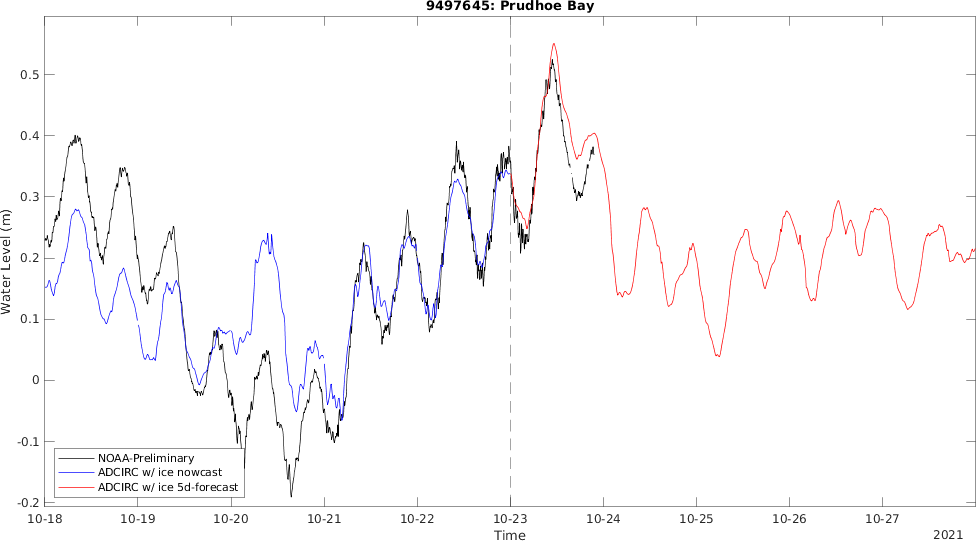 9497645: Prudhoe Bay
Water Level (m)
0.5
0.4
0.3
0.2
0.1
0
-0.1
-0.2
NOAA-Preliminary
ADCIRC w/ ice nowcast
ADCIRC w/ ice 5d-forecast
10-18 10-19 10-20 10-21 10-22 10-23 10-24 10-25 10-26 10-27
Time
2021